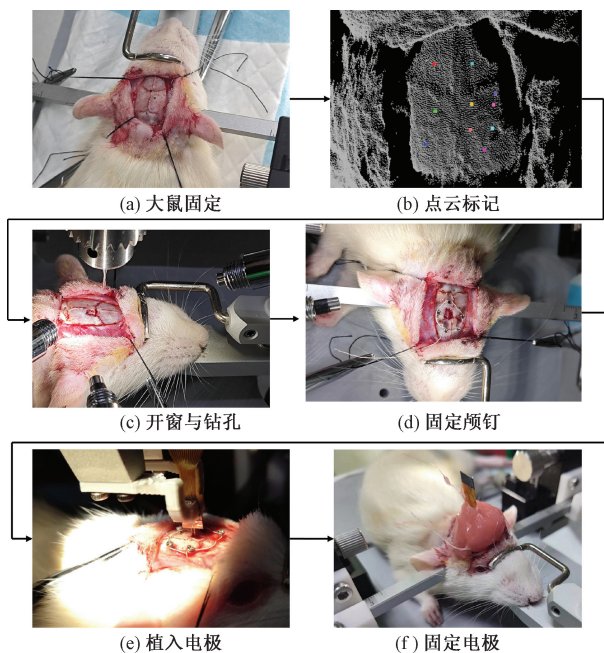 (a) 大鼠固定
(b) 点云标记
(c) 开窗与钻孔
(d) 固定颅钉
(e) 植入电极
(f) 固定电极